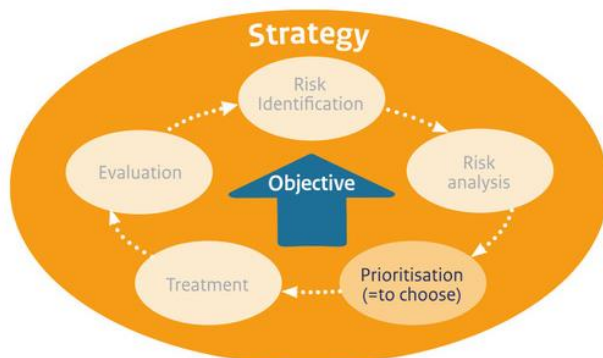 Strategy
Risk
Identification
Risk
analysis
Prioritisation
(=to choose)
Treatment
Evaluation
Objective